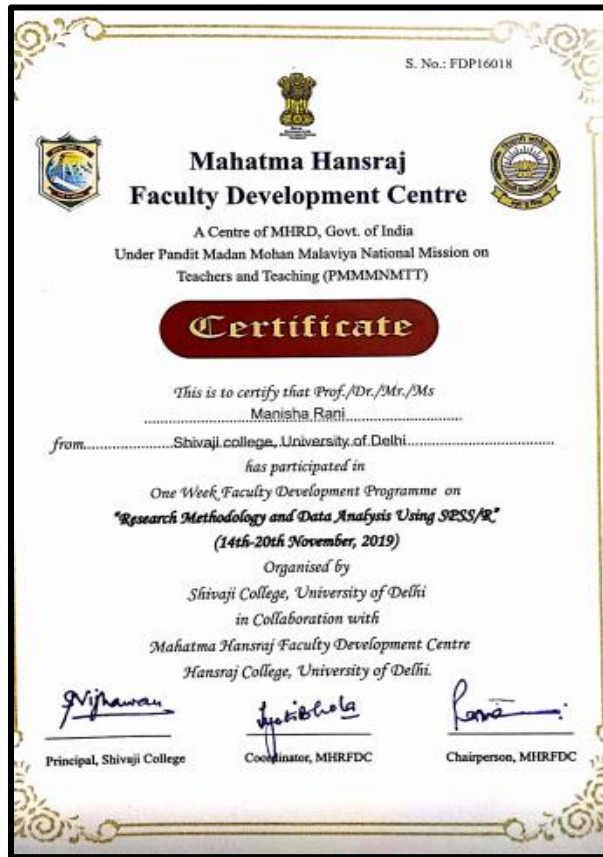 S. No.: FDP16018
Mahatma Hansraj
Faculty Development Centre
A Centre of MHRD, Govt. of India
Under Pandit Madan Mohan Malaviya National Mission on
Teachers and Teaching (PMMMNMTT)
Certificate
This is to certify that Prof./Dr./Mr./Ms
Manisha Rani
from Shivaji college, University of Delhi
has participated in
One Week Faculty Development Programme on
"Research Methodology and Data Analysis Using SPSS/R"
(14th-20th November, 2019)
Organised by
Shivaji College, University of Delhi
in Collaboration with
Mahatma Hansraj Faculty Development Centre
Hansraj College, University of Delhi.
JyotiBhola
Principal, Shivaji College
Coordinator, MHRFDC
Chairperson, MHRFDC